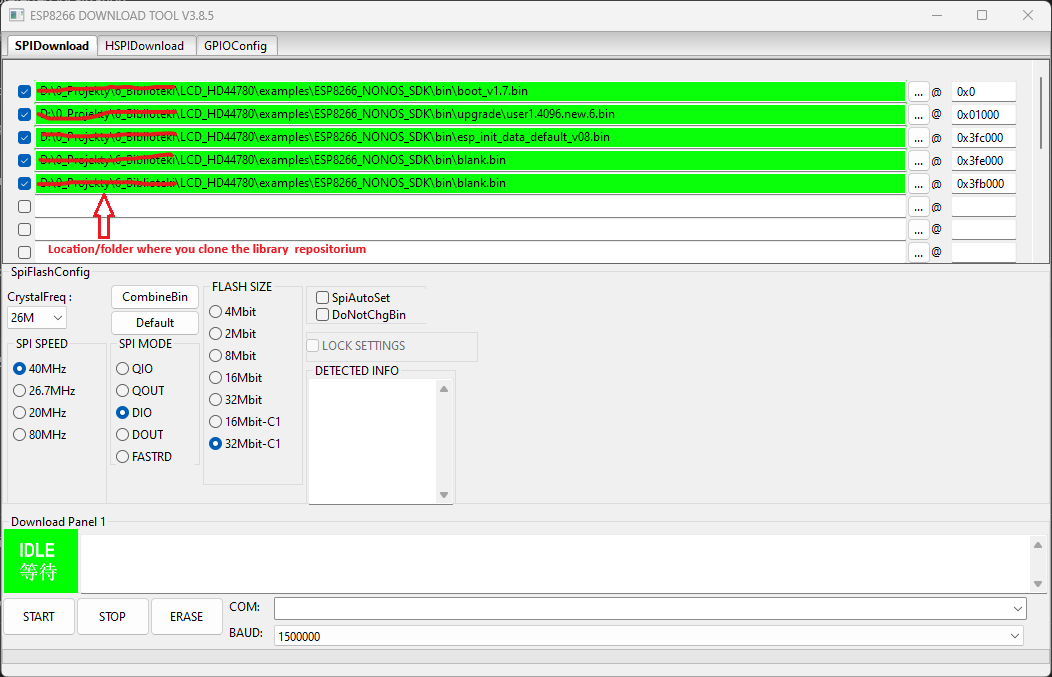 ESP8266 DOWNLOAD TOOL V3.8.5
SPIDownload HSPIDownload GPIOConfig
D:\0_Projekty\6_Biblioteki\LCD_HD44780\examples\ESP8266_NONOS_SDK\bin\boot_v1.7.bin ... @ 0x0
D:\0_Projekty\6_Biblioteki\LCD_HD44780\examples\ESP8266_NONOS_SDK\bin\upgrade\user1.4096.new.6.bin ... @ 0x01000
D:\0_Projekty\6_Biblioteki\LCD_HD44780\examples\ESP8266_NONOS_SDK\bin\esp_init_data_default_v08.bin ... @ 0x3fc000
D:\0_Projekty\6_Biblioteki\LCD_HD44780\examples\ESP8266_NONOS_SDK\bin\blank.bin ... @ 0x3fe000
D:\0_Projekty\6_Biblioteki\LCD_HD44780\examples\ESP8266_NONOS_SDK\bin\blank.bin ... @ 0x3fb000
... @
... @
... @
Location/folder where you clone the library repositorium
SpiFlashConfig
CrystalFreq :
26M
CombineBin
Default
SPI SPEED
40MHz
26.7MHz
20MHz
80MHz
SPI MODE
QIO
QOUT
DIO
DOUT
FASTRD
FLASH SIZE
4Mbit
2Mbit
8Mbit
16Mbit
32Mbit
16Mbit-C1
32Mbit-C1
SpiAutoSet
DoNotChgBin
LOCK SETTINGS
DETECTED INFO
Download Panel 1
IDLE
等待
START STOP ERASE
COM:
BAUD: 1500000